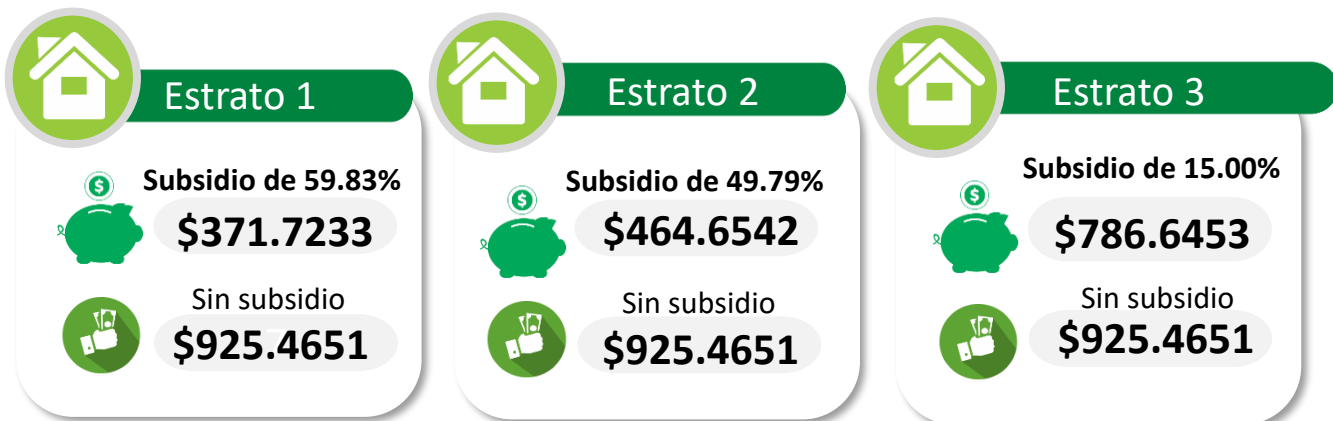 Estrato 1
Subsidio de 59.83%
$371.7233
Sin subsidio
$925.4651
Estrato 2
Subsidio de 49.79%
$464.6542
Sin subsidio
$925.4651
Estrato 3
Subsidio de 15.00%
$786.6453
Sin subsidio
$925.4651